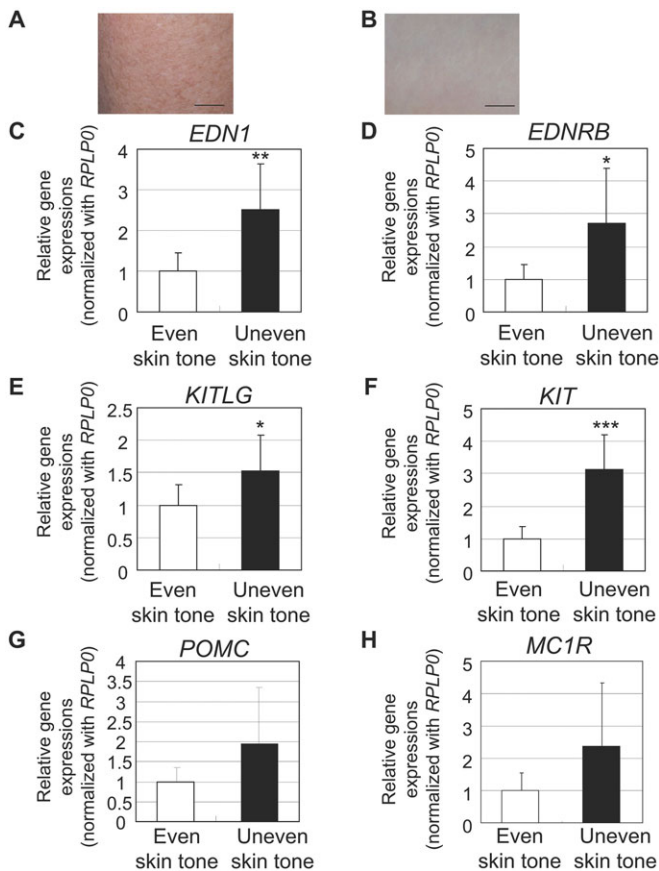 A
B
C
EDN1
Relative gene
expressions
(normalized with RPLP0)
4
3
2
1
0
**
Even
skin tone
Uneven
skin tone
D
EDNRB
Relative gene
expressions
(normalized with RPLP0)
5
4
3
2
1
0
*
Even
skin tone
Uneven
skin tone
E
KITLG
Relative gene
expressions
(normalized with RPLP0)
2.5
2
1.5
1
0.5
0
*
Even
skin tone
Uneven
skin tone
F
KIT
Relative gene
expressions
(normalized with RPLP0)
5
4
3
2
1
0
***
Even
skin tone
Uneven
skin tone
G
POMC
Relative gene
expressions
(normalized with RPLP0)
4
3.5
3
2.5
2
1.5
1
0.5
0
Even
skin tone
Uneven
skin tone
H
MC1R
Relative gene
expressions
(normalized with RPLP0)
5
4
3
2
1
0
Even
skin tone
Uneven
skin tone